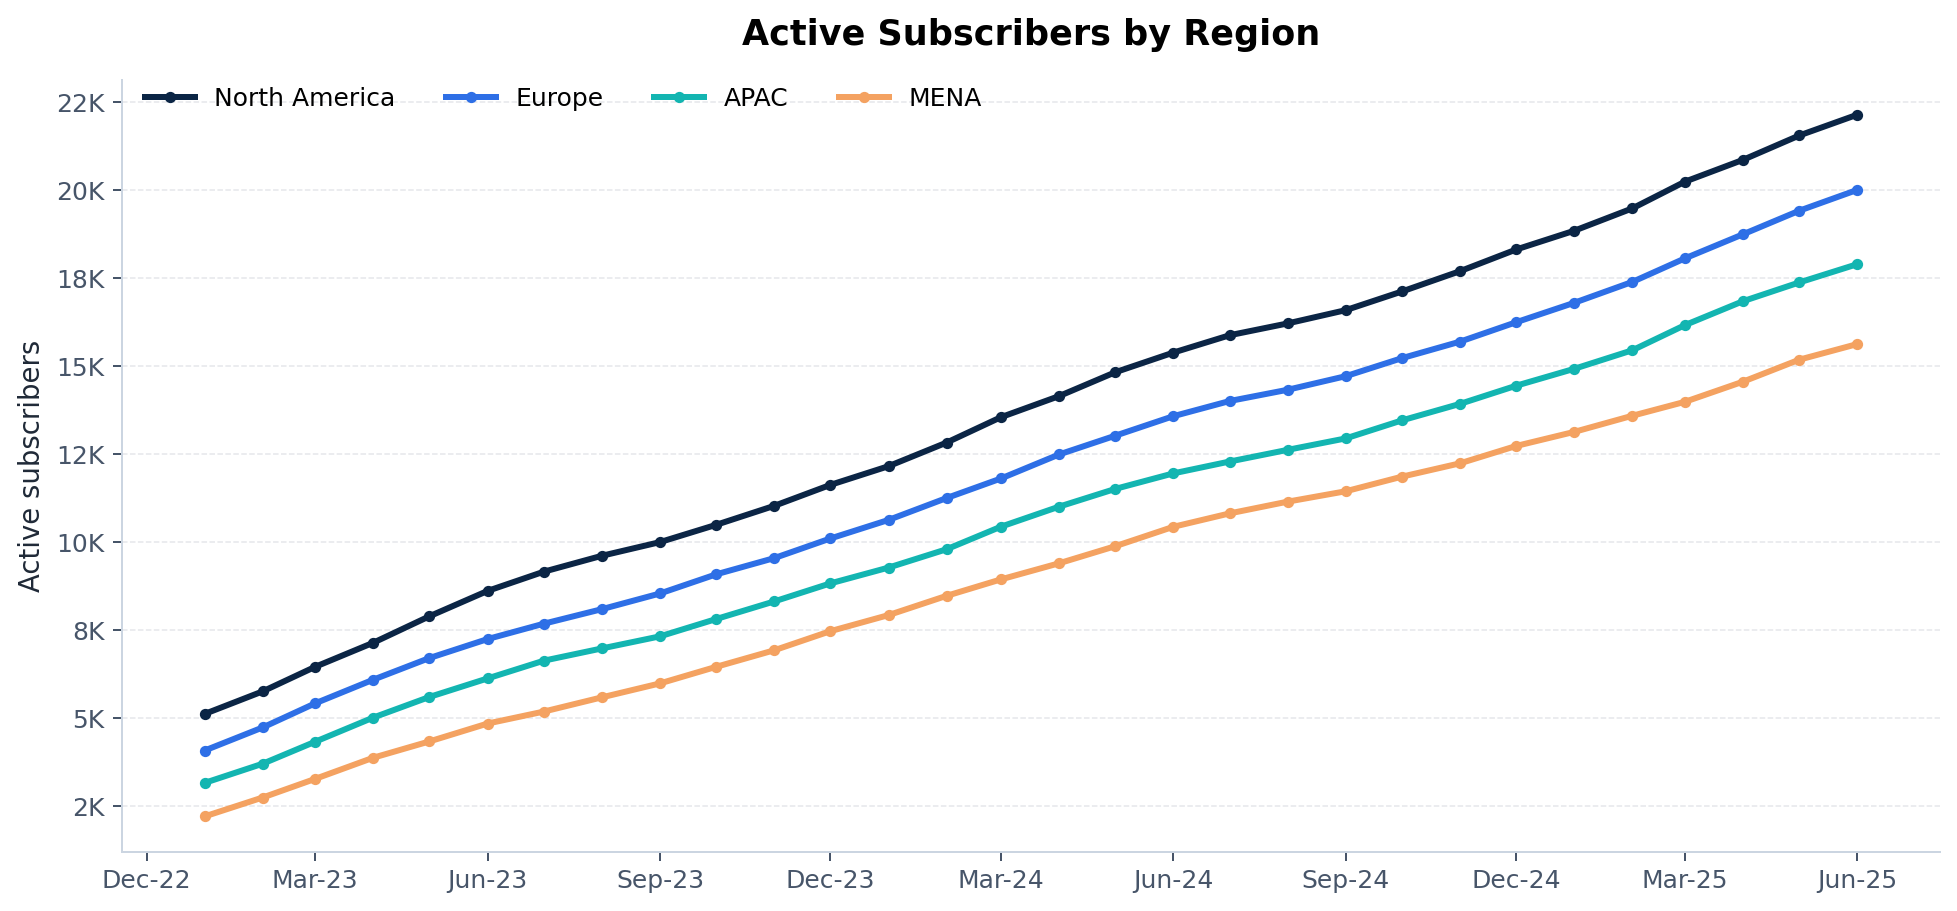 Active Subscribers by Region
North America Europe APAC MENA
Active subscribers
22K
20K
18K
15K
12K
10K
8K
5K
2K
Dec-22 Mar-23 Jun-23 Sep-23 Dec-23 Mar-24 Jun-24 Sep-24 Dec-24 Mar-25 Jun-25